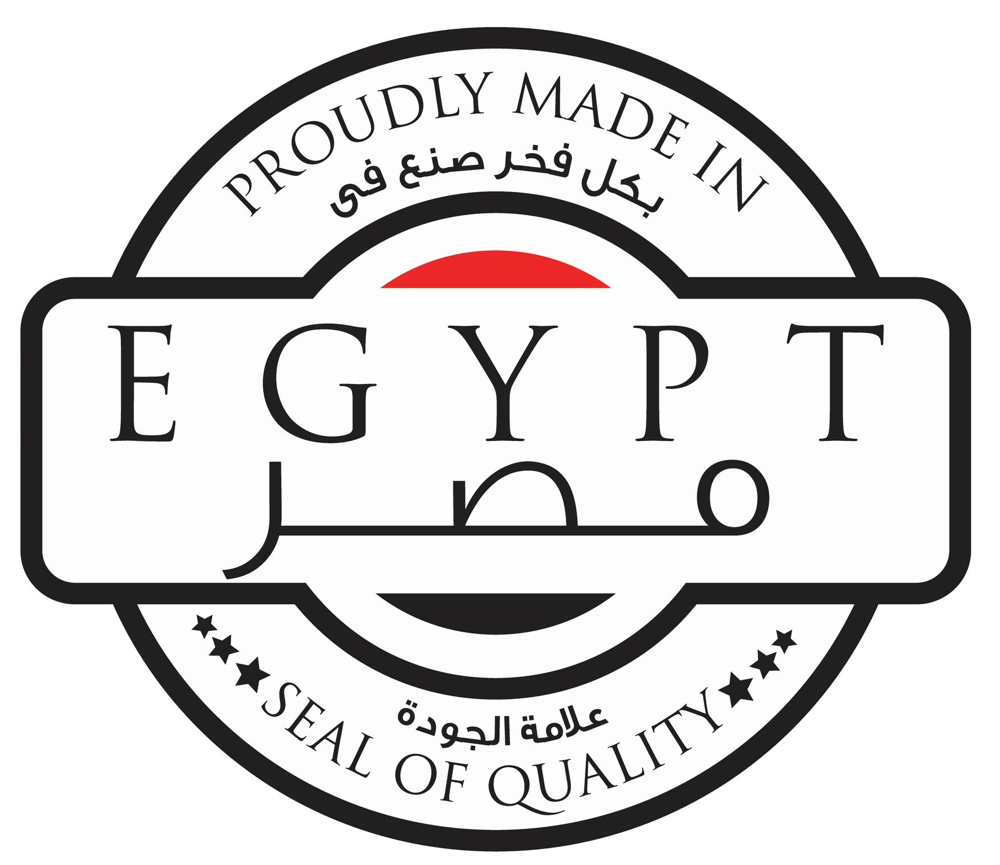 PROUDLY MADE IN
بكل فخر صنع فى
EGYPT
مصر
علامة الجودة
SEAL OF QUALITY